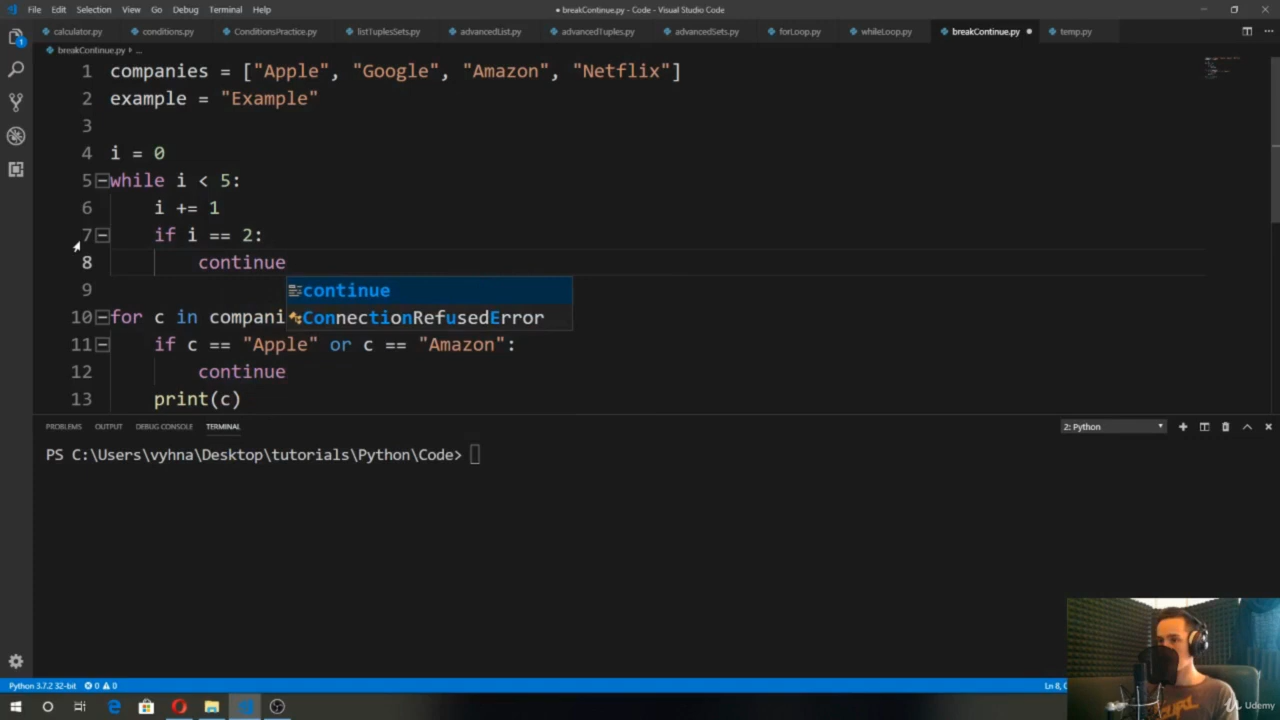 File Edit Selection View Go Debug Terminal Help
● breakContinue.py - Code - Visual Studio Code
calculator.py conditions.py ConditionsPractice.py listTuplesSets.py advancedList.py advancedTuples.py advancedSets.py forLoop.py whileLoop.py breakContinue.py ● temp.py
breakContinue.py › ...
1 companies = ["Apple", "Google", "Amazon", "Netflix"]
2 example = "Example"
3
4 i = 0
5 while i < 5:
6 i += 1
7 if i == 2:
8 continue
continue
9
ConnectionRefusedError
10 for c in compani
11 if c == "Apple" or c == "Amazon":
12 continue
13 print(c)
PROBLEMS OUTPUT DEBUG CONSOLE TERMINAL
2: Python
PS C:\Users\vyhna\Desktop\tutorials\Python\Code>
Python 3.7.2 32-bit 0 0
Ln 8,
Udemy